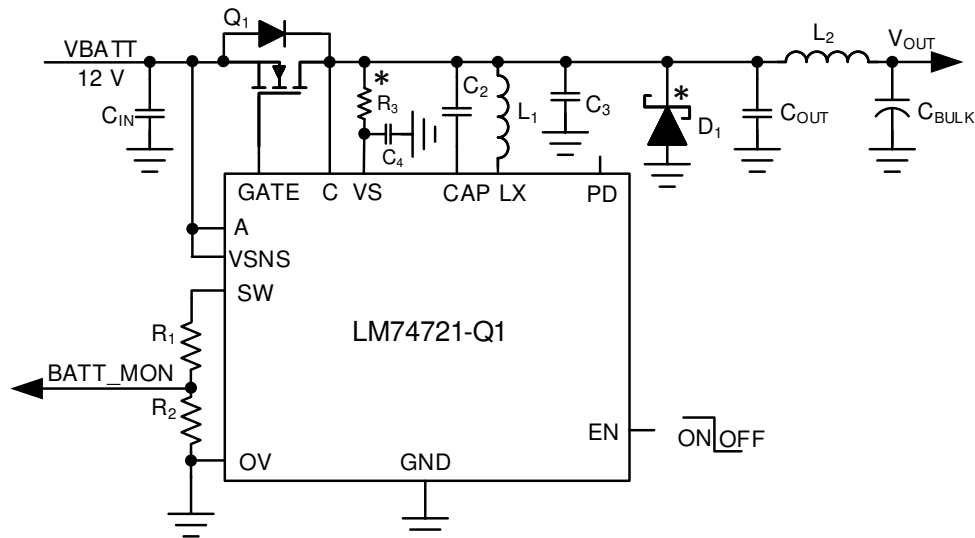 Q1
VBATT
12 V
CIN
*
R3
C4
C2
L1
C3
*
D1
COUT
L2
VOUT
CBULK
GATE
C
VS
CAP
LX
PD
A
VSNS
SW
LM74721-Q1
R1
BATT_MON
R2
EN
ON
OFF
OV
GND